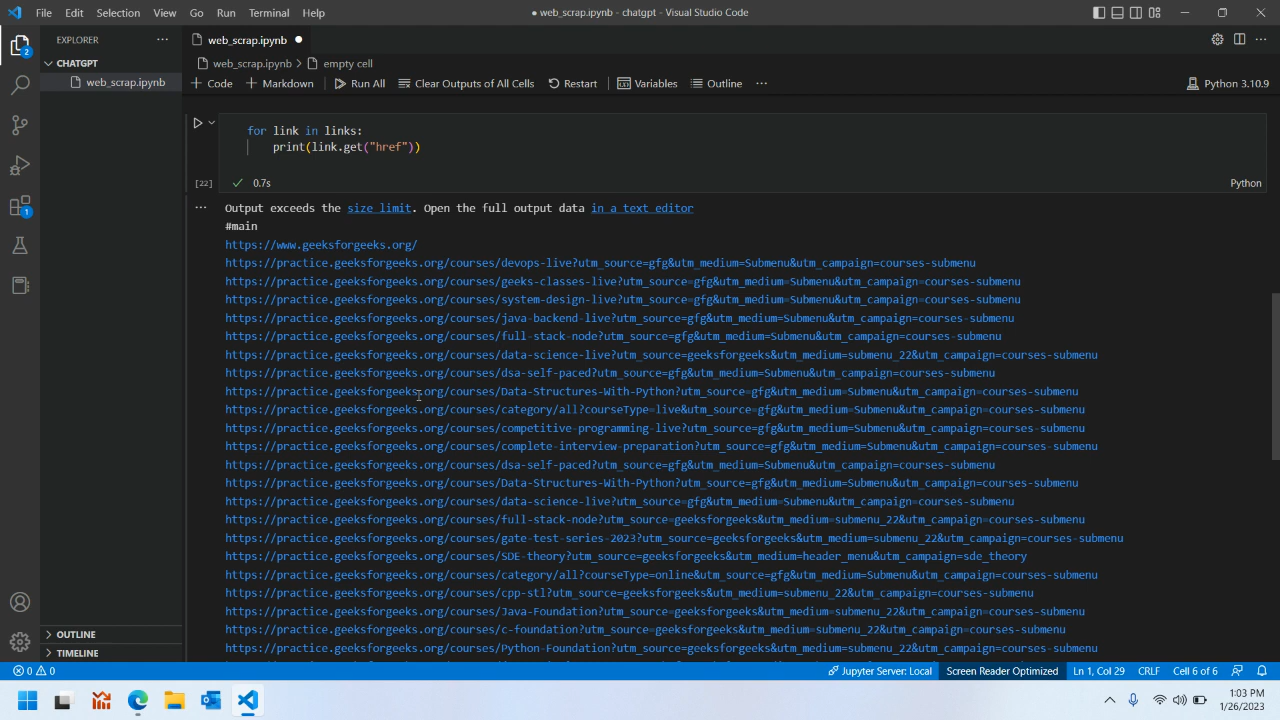 File Edit Selection View Go Run Terminal Help
● web_scrap.ipynb - chatgpt - Visual Studio Code
EXPLORER
web_scrap.ipynb
CHATGPT
web_scrap.ipynb
web_scrap.ipynb > Markdown > empty cell
+ Code + Markdown Run All Clear Outputs of All Cells Restart Variables Outline ... Python 3.10.9
for link in links:
print(link.get("href"))
[22] ✓ 0.7s Python
Output exceeds the size limit. Open the full output data in a text editor
#main
https://www.geeksforgeeks.org/
https://practice.geeksforgeeks.org/courses/devops-live?utm_source=gfg&utm_medium=Submenu&utm_campaign=courses-submenu
https://practice.geeksforgeeks.org/courses/geeks-classes-live?utm_source=gfg&utm_medium=Submenu&utm_campaign=courses-submenu
https://practice.geeksforgeeks.org/courses/system-design-live?utm_source=gfg&utm_medium=Submenu&utm_campaign=courses-submenu
https://practice.geeksforgeeks.org/courses/java-backend-live?utm_source=gfg&utm_medium=Submenu&utm_campaign=courses-submenu
https://practice.geeksforgeeks.org/courses/full-stack-node?utm_source=gfg&utm_medium=Submenu&utm_campaign=courses-submenu
https://practice.geeksforgeeks.org/courses/data-science-live?utm_source=geeksforgeeks&utm_medium=submenu_22&utm_campaign=courses-submenu
https://practice.geeksforgeeks.org/courses/dsa-self-paced?utm_source=gfg&utm_medium=Submenu&utm_campaign=courses-submenu
https://practice.geeksforgeeks.org/courses/Data-Structures-With-Python?utm_source=gfg&utm_medium=Submenu&utm_campaign=courses-submenu
https://practice.geeksforgeeks.org/courses/category/all?courseType=live&utm_source=gfg&utm_medium=Submenu&utm_campaign=courses-submenu
https://practice.geeksforgeeks.org/courses/competitive-programming-live?utm_source=gfg&utm_medium=Submenu&utm_campaign=courses-submenu
https://practice.geeksforgeeks.org/courses/complete-interview-preparation?utm_source=gfg&utm_medium=Submenu&utm_campaign=courses-submenu
https://practice.geeksforgeeks.org/courses/dsa-self-paced?utm_source=gfg&utm_medium=Submenu&utm_campaign=courses-submenu
https://practice.geeksforgeeks.org/courses/Data-Structures-With-Python?utm_source=gfg&utm_medium=Submenu&utm_campaign=courses-submenu
https://practice.geeksforgeeks.org/courses/data-science-live?utm_source=gfg&utm_medium=Submenu&utm_campaign=courses-submenu
https://practice.geeksforgeeks.org/courses/full-stack-node?utm_source=geeksforgeeks&utm_medium=submenu_22&utm_campaign=courses-submenu
https://practice.geeksforgeeks.org/courses/gate-test-series-2023?utm_source=geeksforgeeks&utm_medium=submenu_22&utm_campaign=courses-submenu
https://practice.geeksforgeeks.org/courses/SDE-theory?utm_source=geeksforgeeks&utm_medium=header_menu&utm_campaign=sde_theory
https://practice.geeksforgeeks.org/courses/category/all?courseType=online&utm_source=gfg&utm_medium=Submenu&utm_campaign=courses-submenu
https://practice.geeksforgeeks.org/courses/cpp-stl?utm_source=geeksforgeeks&utm_medium=submenu_22&utm_campaign=courses-submenu
https://practice.geeksforgeeks.org/courses/Java-Foundation?utm_source=geeksforgeeks&utm_medium=submenu_22&utm_campaign=courses-submenu
https://practice.geeksforgeeks.org/courses/c-foundation?utm_source=geeksforgeeks&utm_medium=submenu_22&utm_campaign=courses-submenu
https://practice.geeksforgeeks.org/courses/Python-Foundation?utm_source=geeksforgeeks&utm_medium=submenu_22&utm_campaign=courses-submenu
OUTLINE
TIMELINE
0 0 Jupyter Server: Local Screen Reader Optimized Ln 1, Col 29 CRLF Cell 6 of 6
1:03 PM
1/26/2023